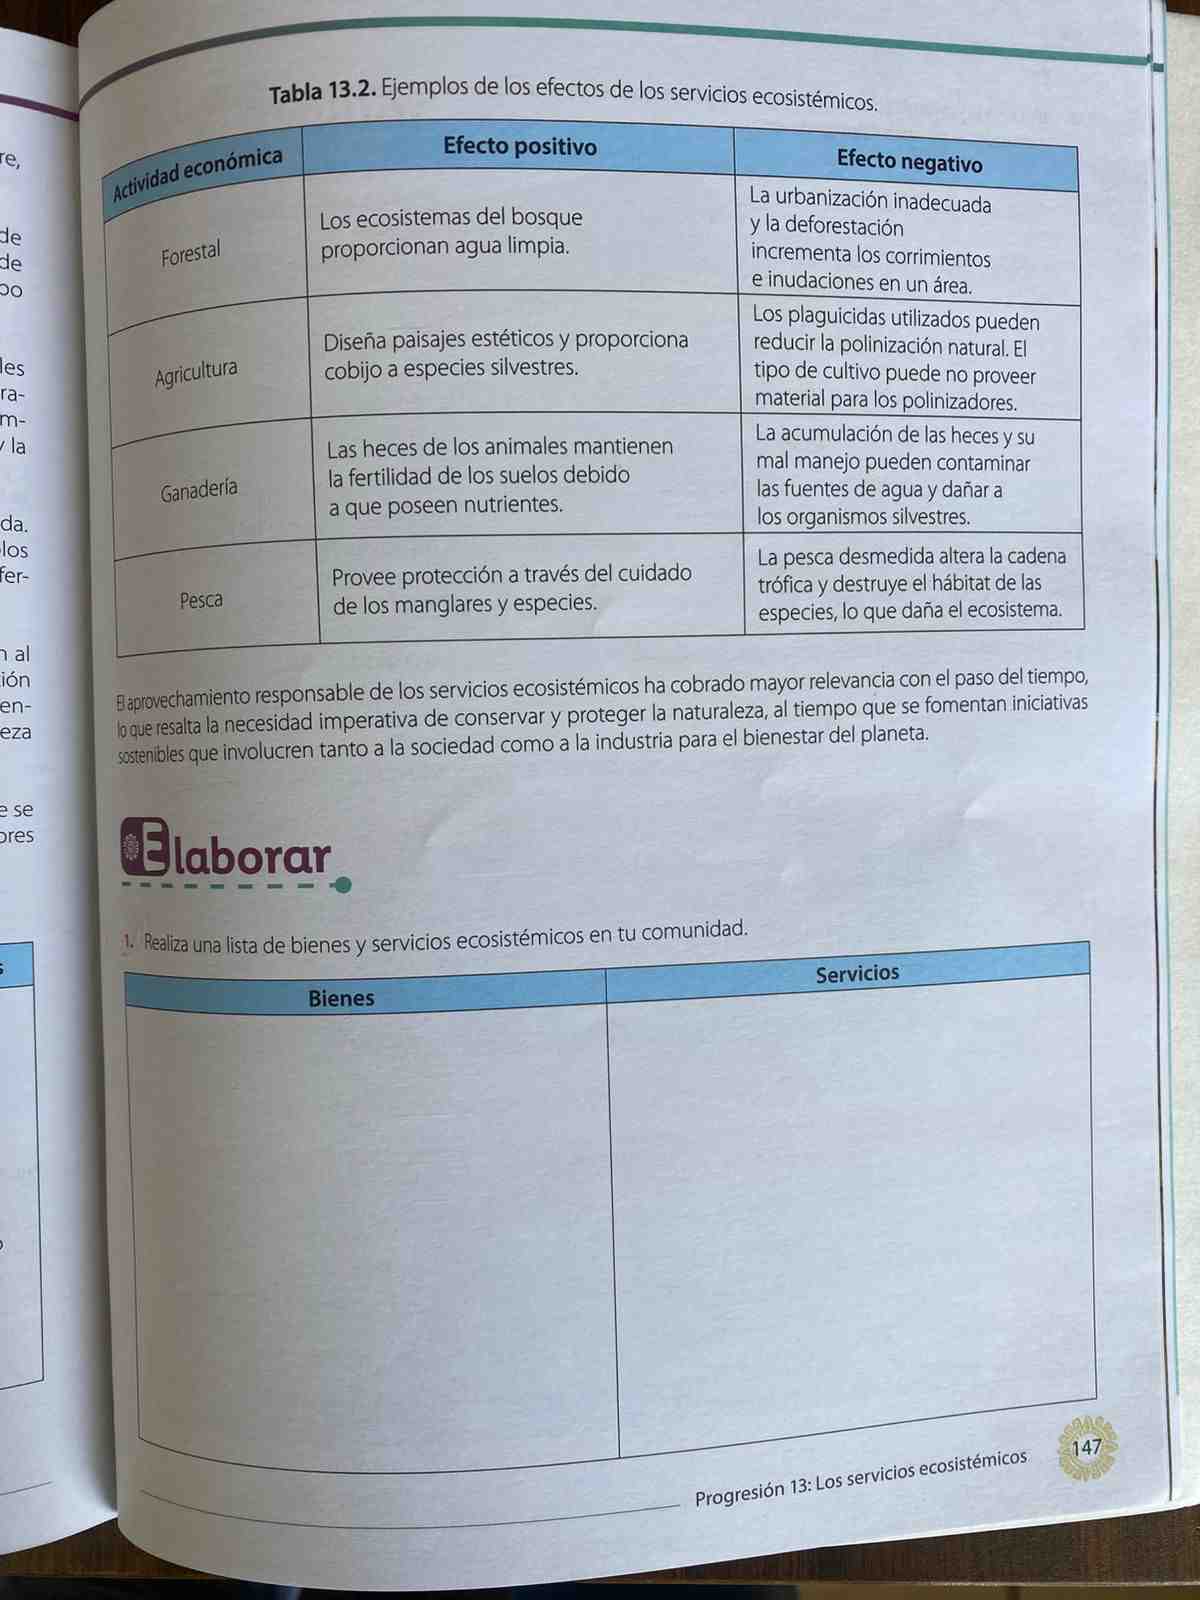 re,
de
de
po
les
ra-
m-
y la
da.
los
fer-
n al
ión
en-
eza
e se
ores
s
Tabla 13.2. Ejemplos de los efectos de los servicios ecosistémicos.
Actividad económica
Efecto positivo
Efecto negativo
Forestal
Los ecosistemas del bosque
proporcionan agua limpia.
La urbanización inadecuada
y la deforestación
incrementa los corrimientos
e inudaciones en un área.
Agricultura
Diseña paisajes estéticos y proporciona
cobijo a especies silvestres.
Los plaguicidas utilizados pueden
reducir la polinización natural. El
tipo de cultivo puede no proveer
material para los polinizadores.
Ganadería
Las heces de los animales mantienen
la fertilidad de los suelos debido
a que poseen nutrientes.
La acumulación de las heces y su
mal manejo pueden contaminar
las fuentes de agua y dañar a
los organismos silvestres.
Pesca
Provee protección a través del cuidado
de los manglares y especies.
La pesca desmedida altera la cadena
trófica y destruye el hábitat de las
especies, lo que daña el ecosistema.
El aprovechamiento responsable de los servicios ecosistémicos ha cobrado mayor relevancia con el paso del tiempo,
lo que resalta la necesidad imperativa de conservar y proteger la naturaleza, al tiempo que se fomentan iniciativas
sostenibles que involucren tanto a la sociedad como a la industria para el bienestar del planeta.
Elaborar
1. Realiza una lista de bienes y servicios ecosistémicos en tu comunidad.
Bienes
Servicios
Progresión 13: Los servicios ecosistémicos
147